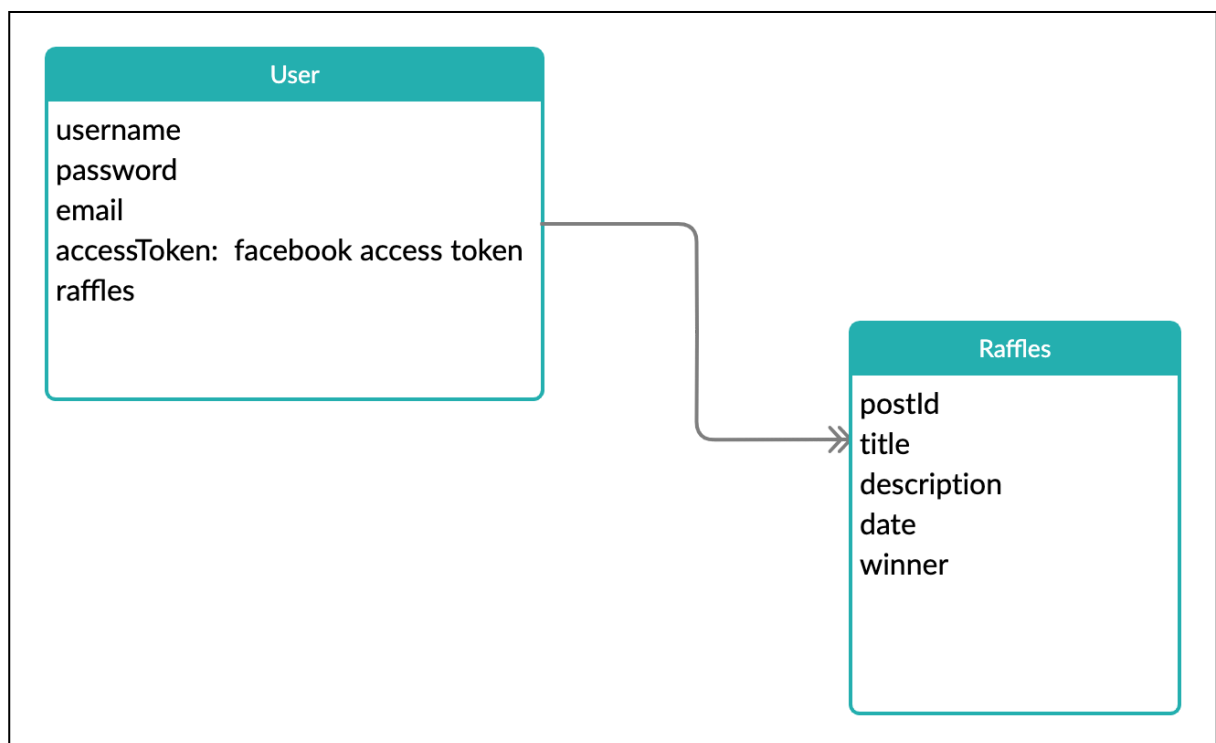 User
username
password
email
accessToken:  facebook access token
raffles
Raffles
postId
title
description
date
winner